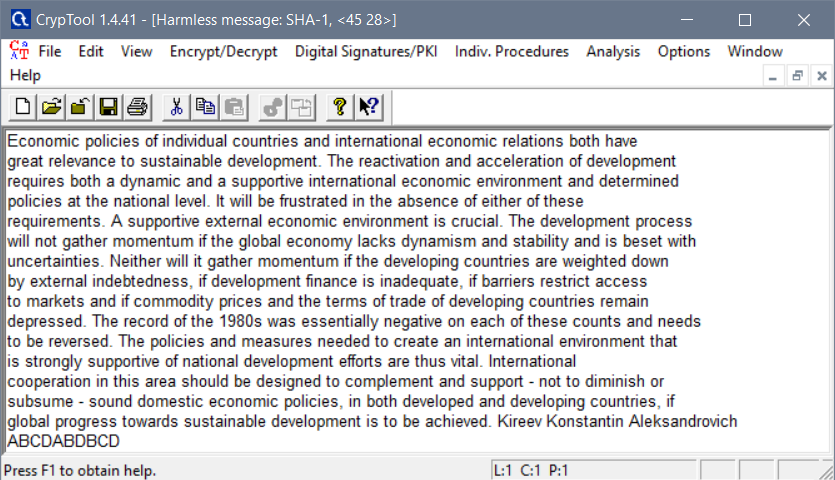 CrypTool 1.4.41 - [Harmless message: SHA-1, <45 28>]
File Edit View Encrypt/Decrypt Digital Signatures/PKI Indiv. Procedures Analysis Options Window
Help
Economic policies of individual countries and international economic relations both have
great relevance to sustainable development. The reactivation and acceleration of development
requires both a dynamic and a supportive international economic environment and determined
policies at the national level. It will be frustrated in the absence of either of these
requirements. A supportive external economic environment is crucial. The development process
will not gather momentum if the global economy lacks dynamism and stability and is beset with
uncertainties. Neither will it gather momentum if the developing countries are weighted down
by external indebtedness, if development finance is inadequate, if barriers restrict access
to markets and if commodity prices and the terms of trade of developing countries remain
depressed. The record of the 1980s was essentially negative on each of these counts and needs
to be reversed. The policies and measures needed to create an international environment that
is strongly supportive of national development efforts are thus vital. International
cooperation in this area should be designed to complement and support - not to diminish or
subsume - sound domestic economic policies, in both developed and developing countries, if
global progress towards sustainable development is to be achieved. Kireev Konstantin Aleksandrovich
ABCDABDBCD
Press F1 to obtain help. L:1 C:1 P:1